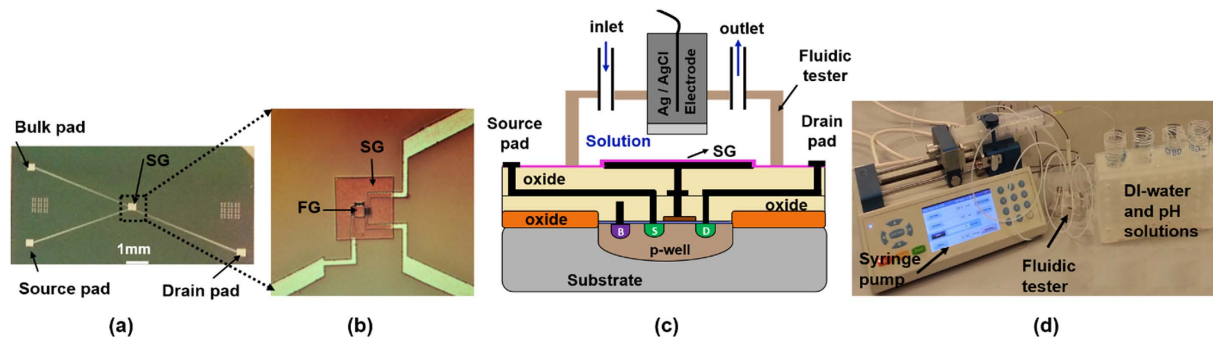 Bulk pad
SG
1mm
Source pad
Drain pad
(a)
SG
FG
(b)
inlet
outlet
Ag / AgCl
Electrode
Fluidic
tester
Source
pad
Solution
SG
Drain
pad
oxide
oxide
oxide
oxide
B
S
D
p-well
Substrate
(c)
DI-water
and pH
solutions
Syringe
pump
Fluidic
tester
(d)